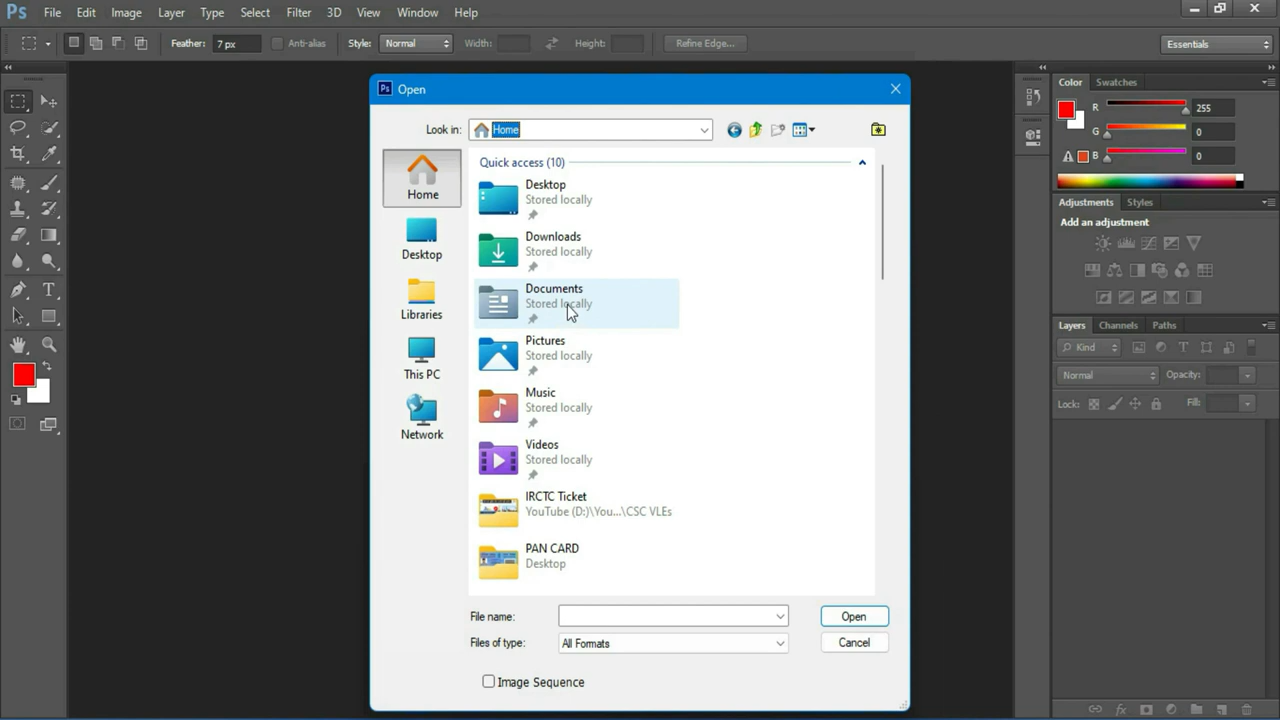 Ps File Edit Image Layer Type Select Filter 3D View Window Help
Feather: 7 px Anti-alias Style: Normal Width: Height: Refine Edge... Essentials
Ps Open
Look in: Home
Home
Desktop
Libraries
This PC
Network
Quick access (10)
Desktop
Stored locally
Downloads
Stored locally
Documents
Stored locally
Pictures
Stored locally
Music
Stored locally
Videos
Stored locally
IRCTC Ticket
YouTube (D:)\You...\CSC VLEs
PAN CARD
Desktop
File name: Open
Files of type: All Formats Cancel
Image Sequence
Color Swatches
R 255
G 0
B 0
Adjustments Styles
Add an adjustment
Layers Channels Paths
Kind
Normal Opacity:
Lock: Fill: